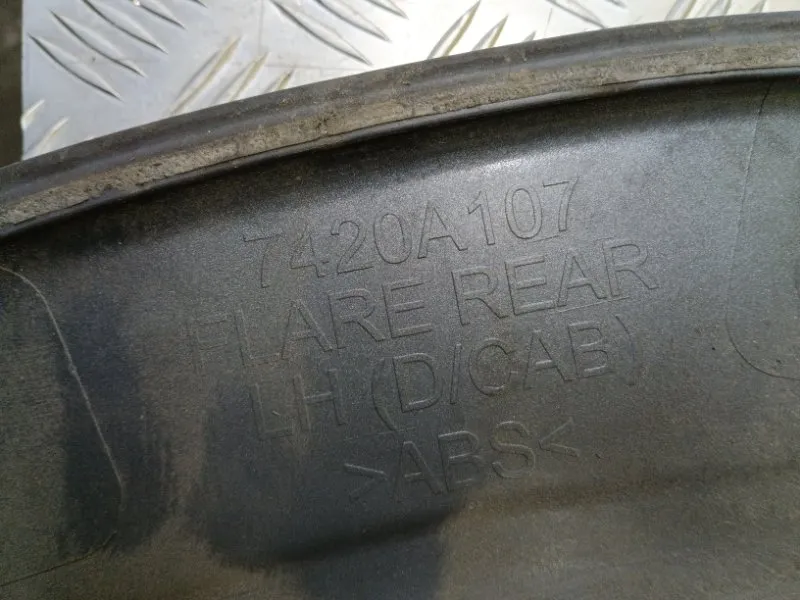 7420A107
FLARE REAR
LH (D/CAB)
>ABS<